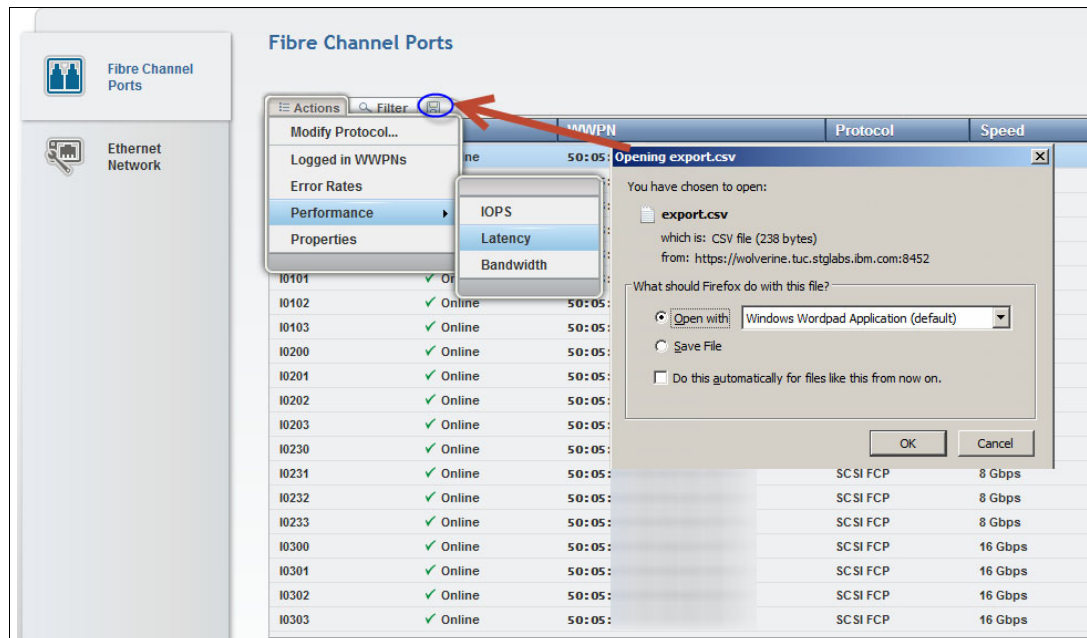 Fibre Channel Ports
Fibre Channel
Ports
Ethernet
Network
Actions Filter
WWPN Protocol Speed
Modify Protocol...
Logged in WWPNs
Error Rates
Performance
Properties
IOPS
Latency
Bandwidth
ne 50:05:
Opening export.csv
You have chosen to open:
export.csv
which is: CSV file (238 bytes)
from: https://wolverine.tuc.stglabs.ibm.com:8452
What should Firefox do with this file?
Open with Windows Wordpad Application (default)
Save File
Do this automatically for files like this from now on.
OK Cancel
I0101 Or
I0102 Online 50:05:
I0103 Online 50:05:
I0200 Online 50:05:
I0201 Online 50:05:
I0202 Online 50:05:
I0203 Online 50:05:
I0230 Online 50:05:
I0231 Online 50:05: SCSI FCP 8 Gbps
I0232 Online 50:05: SCSI FCP 8 Gbps
I0233 Online 50:05: SCSI FCP 8 Gbps
I0300 Online 50:05: SCSI FCP 16 Gbps
I0301 Online 50:05: SCSI FCP 16 Gbps
I0302 Online 50:05: SCSI FCP 16 Gbps
I0303 Online 50:05: SCSI FCP 16 Gbps